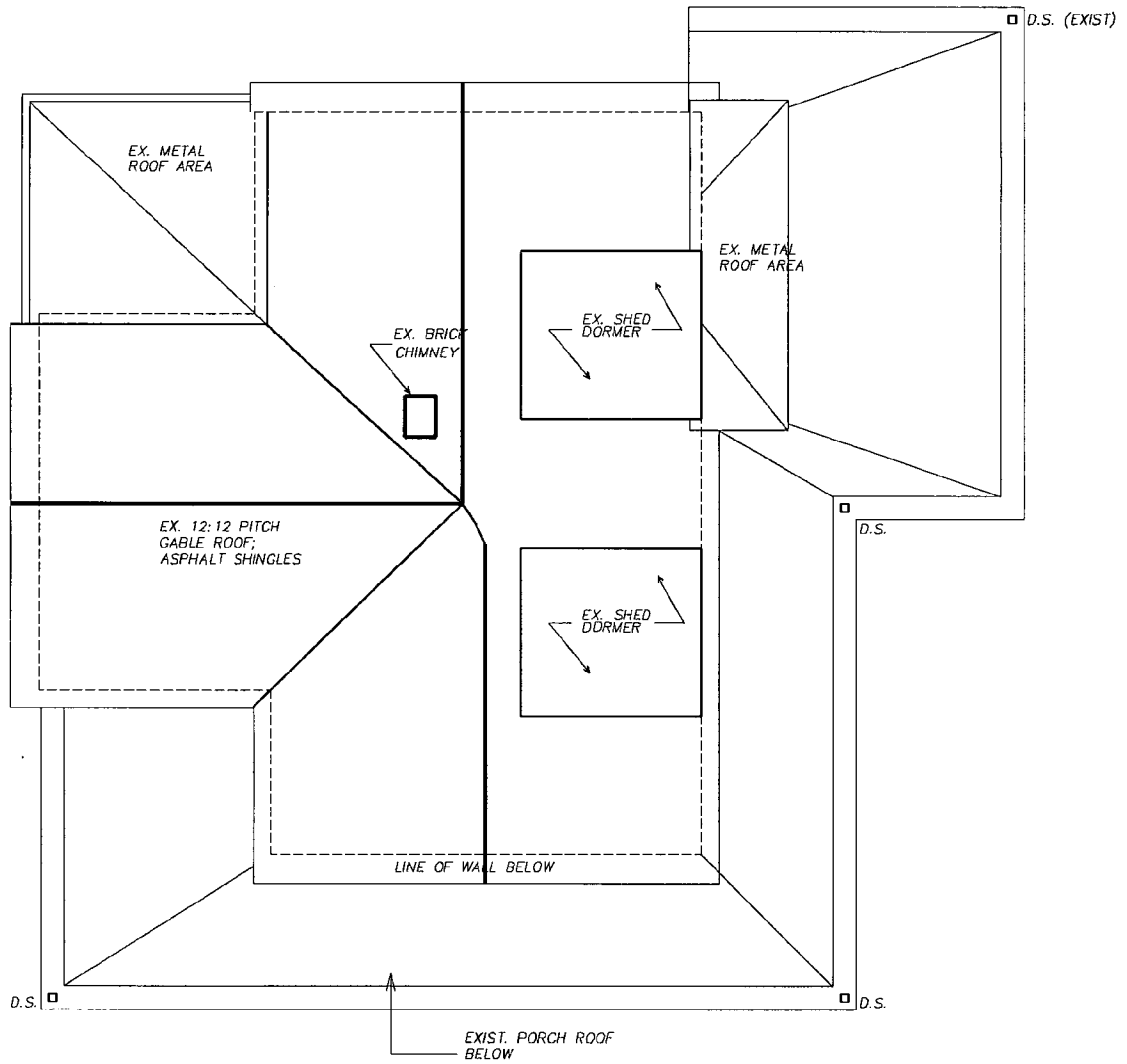 D.S. (EXIST)
EX. METAL
ROOF AREA
EX. METAL
ROOF AREA
EX. SHED
DORMER
EX. BRICK
CHIMNEY
EX. 12:12 PITCH
GABLE ROOF;
ASPHALT SHINGLES
D.S.
EX. SHED
DORMER
LINE OF WALL BELOW
D.S.
D.S.
EXIST. PORCH ROOF
BELOW